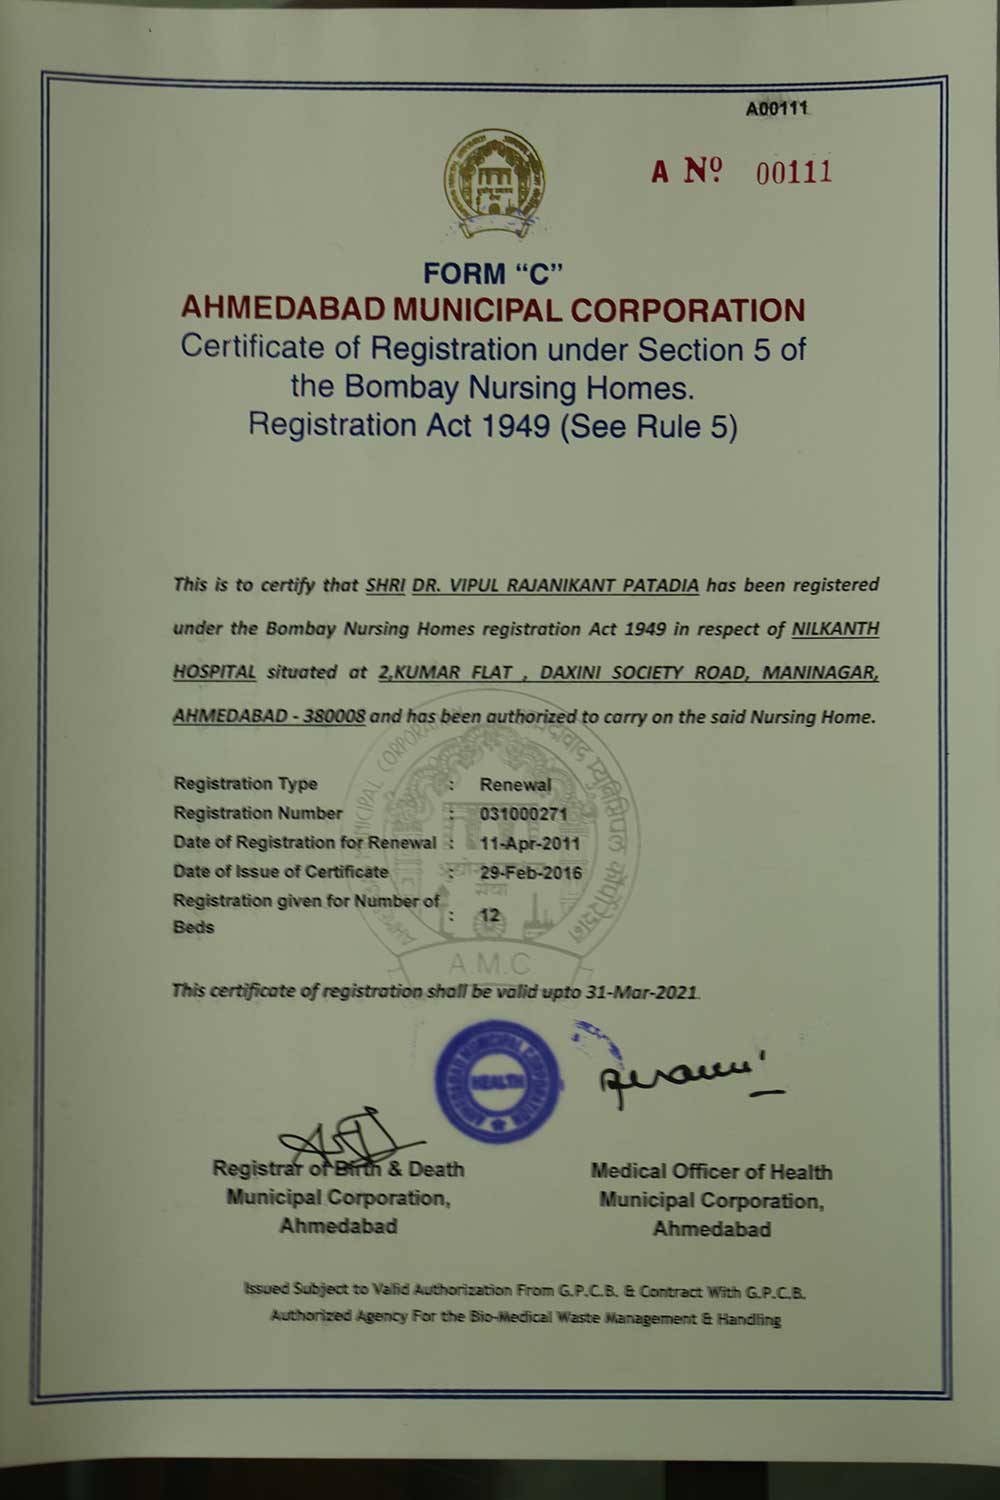 A00111
A Nº 00111
FORM “C”
AHMEDABAD MUNICIPAL CORPORATION
Certificate of Registration under Section 5 of
the Bombay Nursing Homes.
Registration Act 1949 (See Rule 5)
This is to certify that SHRI DR. VIPUL RAJANIKANT PATADIA has been registered
under the Bombay Nursing Homes registration Act 1949 in respect of NILKANTH
HOSPITAL situated at 2,KUMAR FLAT , DAXINI SOCIETY ROAD, MANINAGAR,
AHMEDABAD - 380008 and has been authorized to carry on the said Nursing Home.
Registration Type : Renewal
Registration Number : 031000271
Date of Registration for Renewal : 11-Apr-2011
Date of Issue of Certificate : 29-Feb-2016
Registration given for Number of
Beds : 12
A.M.C
This certificate of registration shall be valid upto 31-Mar-2021.
AHMEDABAD MUNICIPAL CORPORATION
HEALTH
Registrar of Birth & Death
Municipal Corporation,
Ahmedabad
Medical Officer of Health
Municipal Corporation,
Ahmedabad
Issued Subject to Valid Authorization From G.P.C.B. & Contract With G.P.C.B.
Authorized Agency For the Bio-Medical Waste Management & Handling